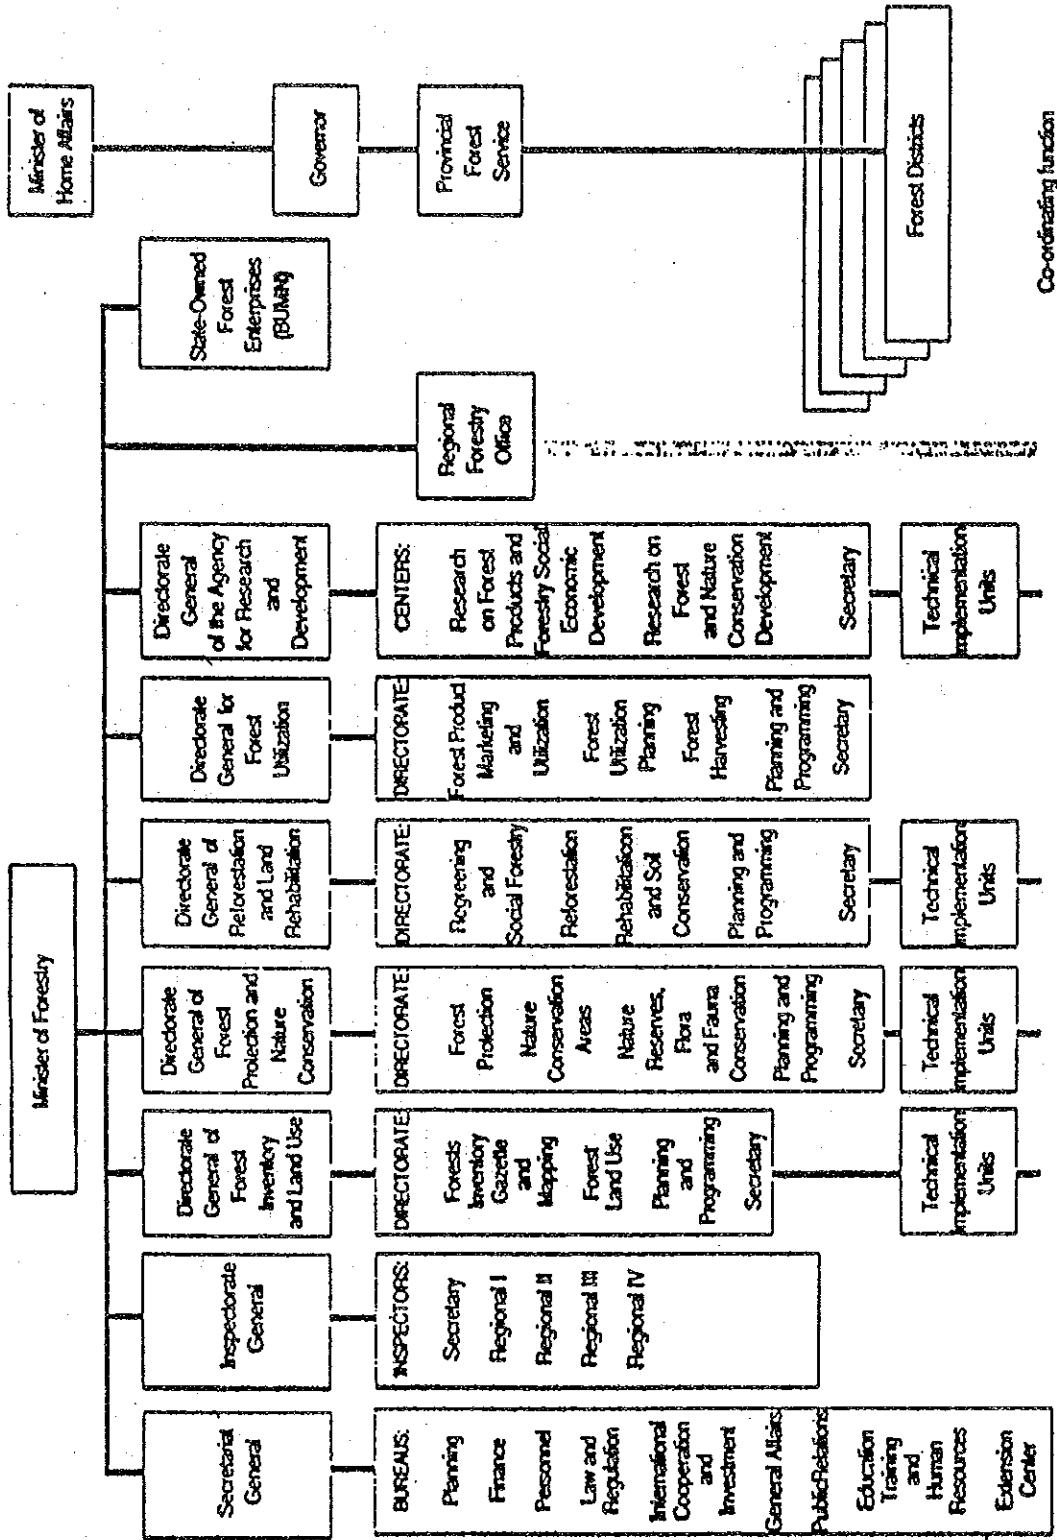 Minister of Forestry
Minister of
Home Affairs
Secretariat
General
Inspectorate
General
Directorate
General of
Forest
Inventory
and Land Use
Directorate
General of
Forest
Protection and
Nature
Conservation
Directorate
General of
Reforestation
and Land
Rehabilitation
Directorate
General for
Forest
Utilization
Directorate
General
of the Agency
for Research
and
Development
State-Owned
Forest
Enterprises
(BUMN)
Governor
Regional
Forestry
Office
Provincial
Forest
Service
BUREAUS:
Planning
Finance
Personnel
Law and
Regulation
International
Cooperation
and
Investment
General Affairs
PublicRelations
Education
Training
and
Human
Resources
Extension
Center
INSPECTORS:
Secretary
Regional I
Regional II
Regional III
Regional IV
DIRECTORATE:
Forests
Inventory
Gazette
and
Mapping
Forest
Land Use
Planning
and
Programming
Secretary
DIRECTORATE:
Forest
Protection
Nature
Conservation
Areas
Nature
Reserves,
Flora
and Fauna
Conservation
Planning and
Programming
Secretary
DIRECTORATE:
Regreening
and
Social Forestry
Reforestation
Rehabilitaticon
and Soil
Conservation
Planning and
Programming
Secretary
DIRECTORATE:
Forest Product
Marketing
and
Utilization
Forest
Utilization
Planning
Forest
Harvesting
Planning and
Programming
Secretary
CENTERS:
Research
on Forest
Products and
Forestry Social
Economic
Development
Research on
Forest
and Nature
Conservation
Development
Secretary
Technical
Implementation
Units
Technical
Implementation
Units
Technical
Implementation
Units
Technical
Implementation
Units
Forest Districts
Co-ordinating function